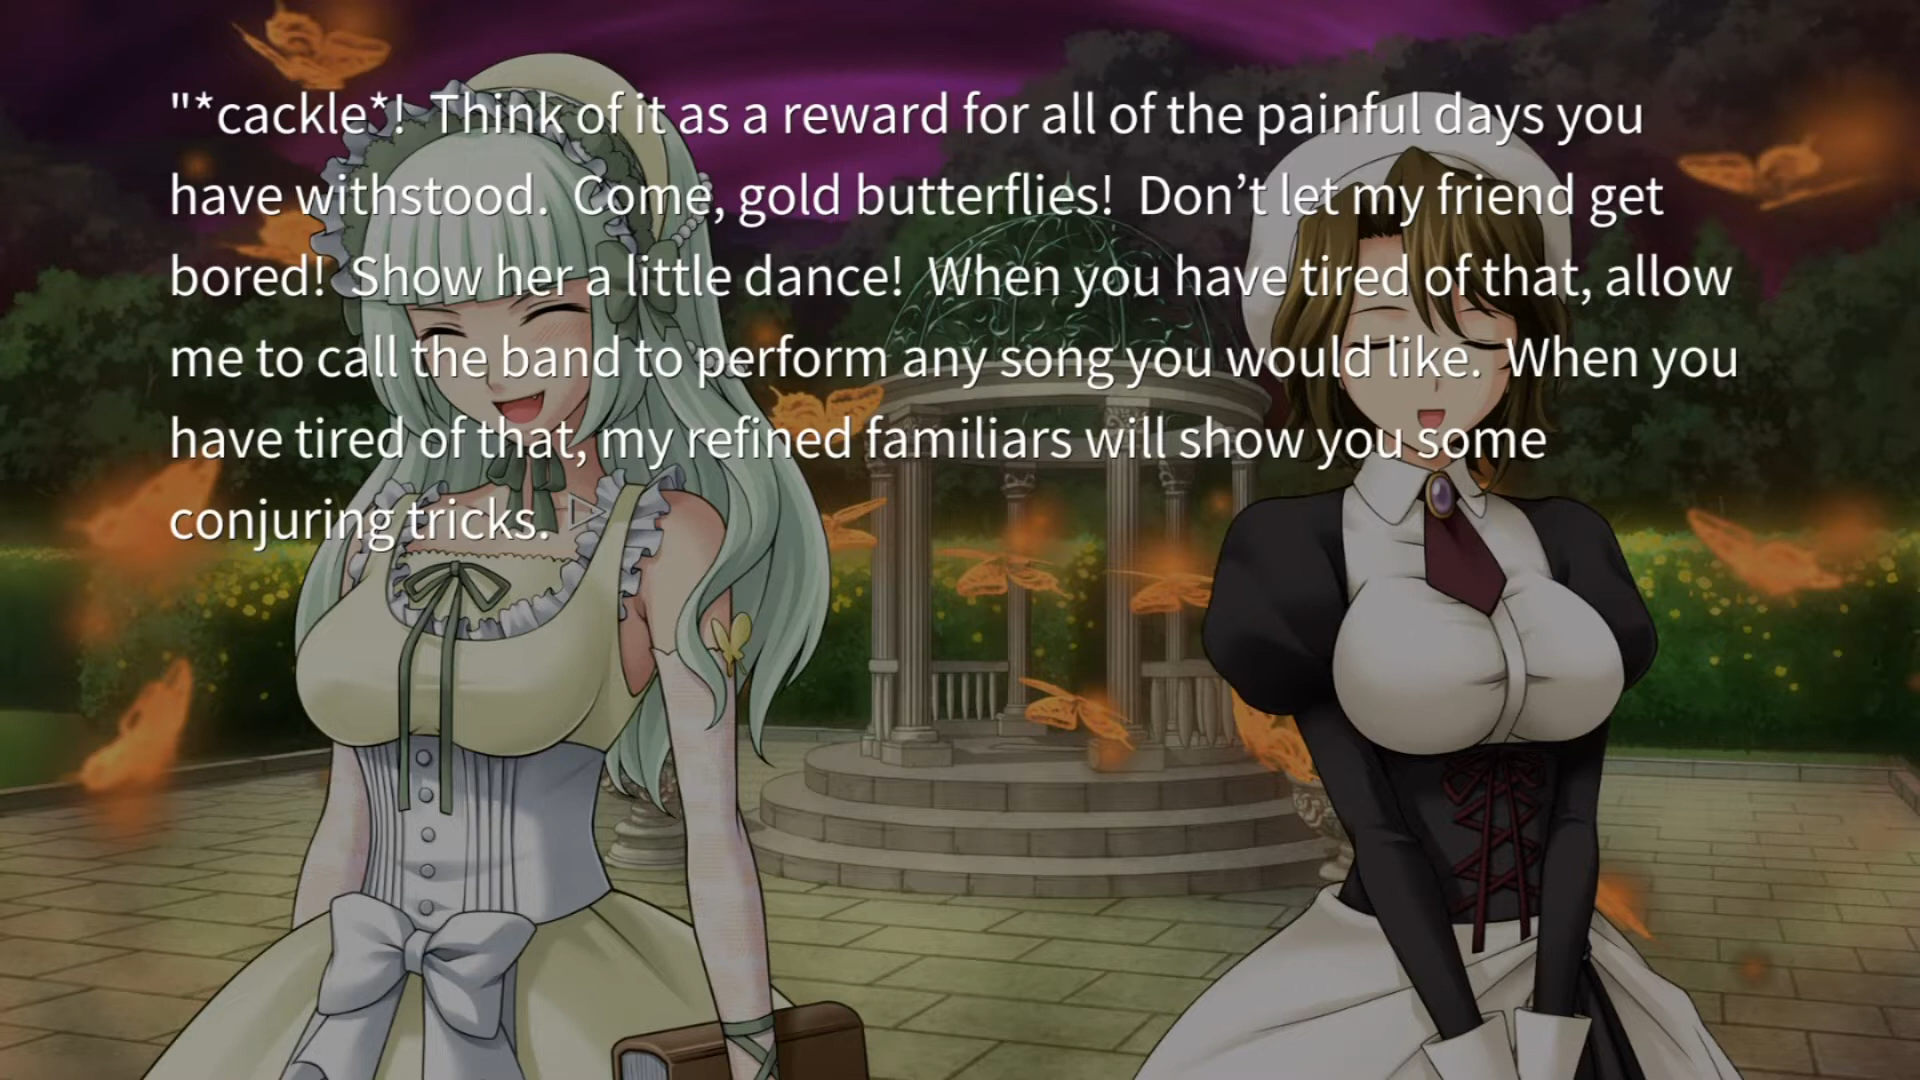 "*cackle*!  Think of it as a reward for all of the painful days you
have withstood.  Come, gold butterflies!  Don’t let my friend get
bored!  Show her a little dance!  When you have tired of that, allow
me to call the band to perform any song you would like.  When you
have tired of that, my refined familiars will show you some
conjuring tricks.